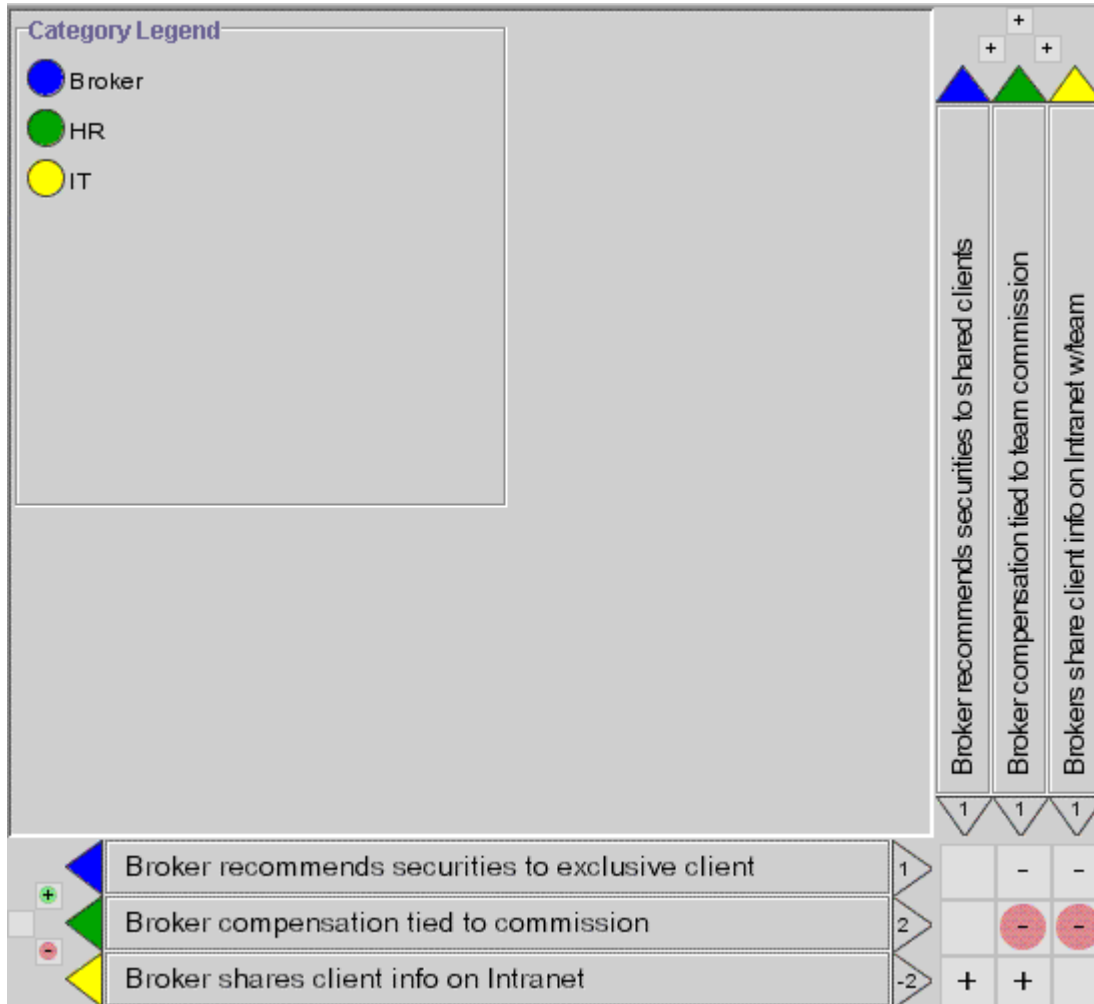 Category Legend
Broker
HR
IT
+
+ +
Broker recommends securities to shared clients
Broker compensation tied to team commission
Brokers share client info on Intranet w/team
1 1 1
Broker recommends securities to exclusive client 1 - -
+
Broker compensation tied to commission 2 - -
-
Broker shares client info on Intranet -2 + +